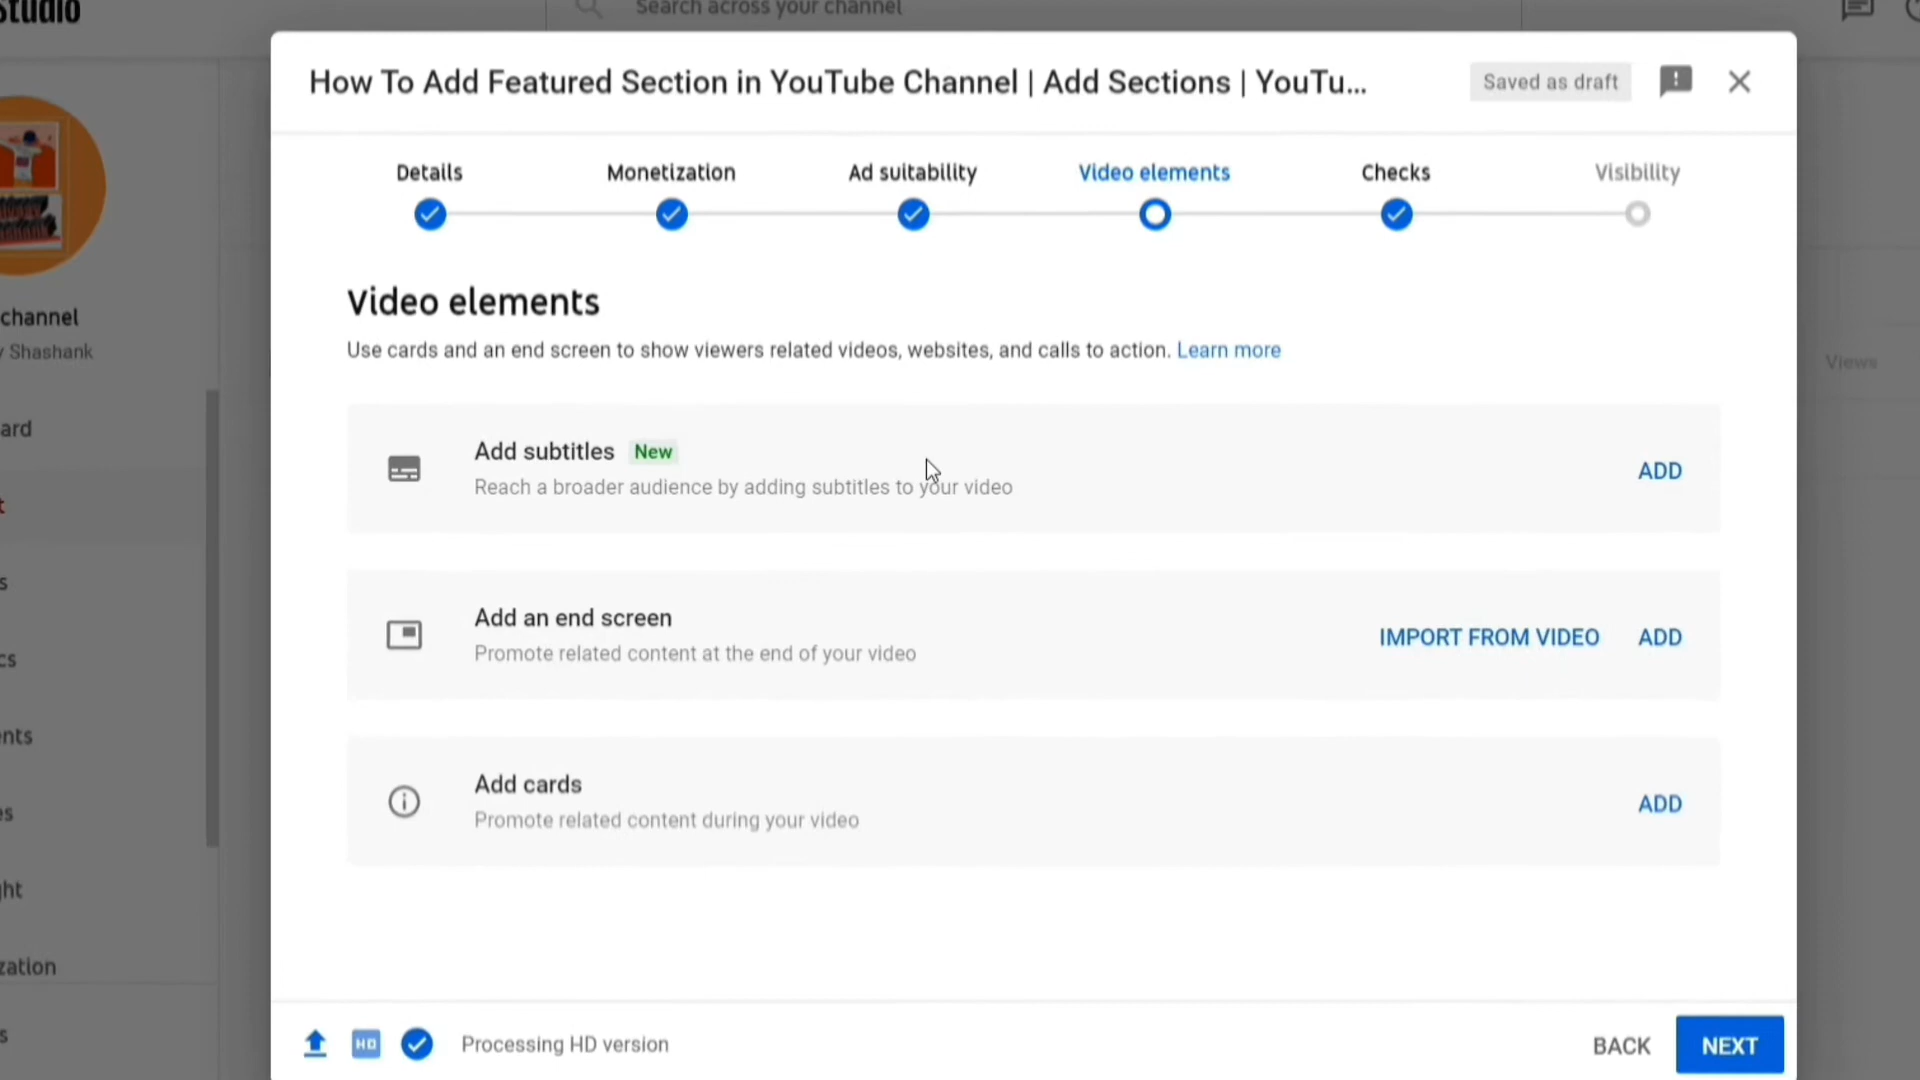 Studio
Search across your channel
How To Add Featured Section in YouTube Channel | Add Sections | YouTu...
Saved as draft
Details
Monetization
Ad suitability
Video elements
Checks
Visibility
channel
Shashank
Video elements
Use cards and an end screen to show viewers related videos, websites, and calls to action. Learn more
Views
Add subtitles New
Reach a broader audience by adding subtitles to your video
ADD
Add an end screen
Promote related content at the end of your video
IMPORT FROM VIDEO
ADD
Add cards
Promote related content during your video
ADD
ard
t
s
cs
ents
es
ght
zation
s
HD
Processing HD version
BACK
NEXT